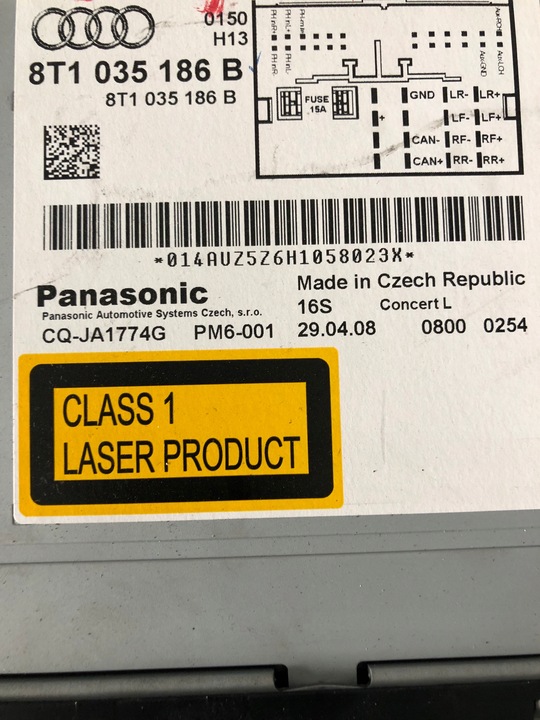 0150
H13
8T1 035 186 B
8T1 035 186 B
FUSE
15A
+
GND LR- LR+
LF- LF+
CAN- RF- RF+
CAN+ RR- RR+
Aux-GND
*014AUZ5Z6H1058023X*
Panasonic
Made in Czech Republic
Panasonic Automotive Systems Czech, s.r.o.
16S Concert L
CQ-JA1774G PM6-001 29.04.08 0800 0254
CLASS 1
LASER PRODUCT